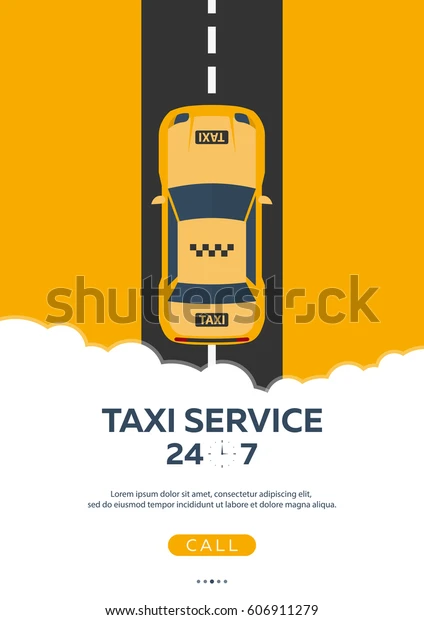 TAXI
TAXI
shutterstock
TAXI SERVICE
24 7
Lorem ipsum dolor sit amet, consectetur adipiscing elit,
sed do eiusmod tempor incididunt ut labore et dolore magna aliqua.
CALL
shutterstock.com · 606911279